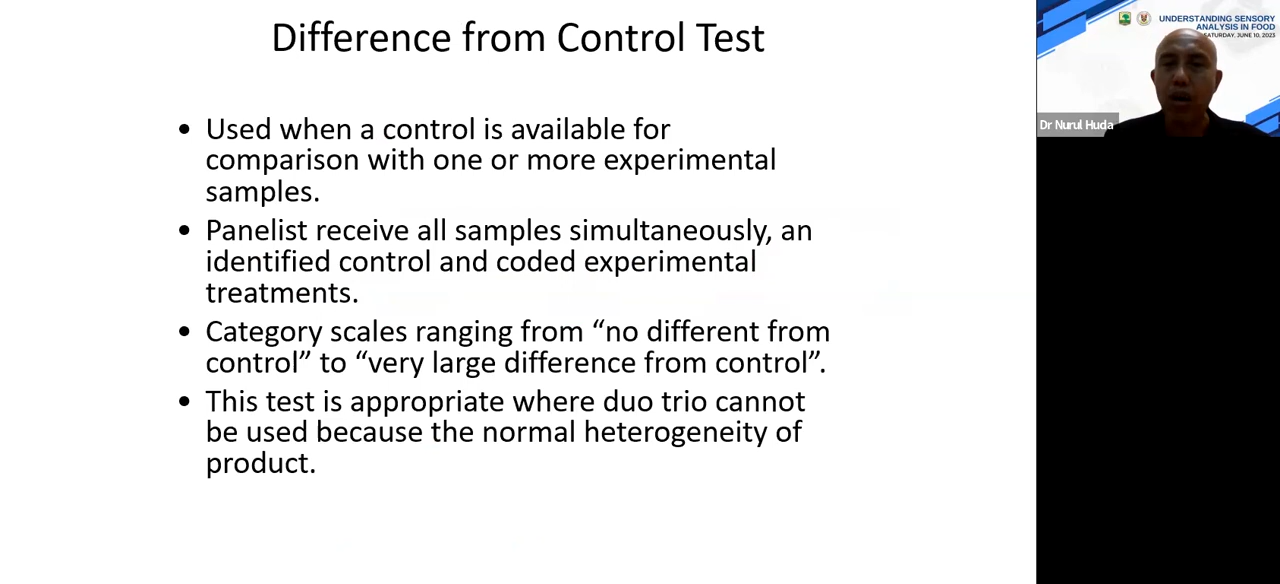 Difference from Control Test
• Used when a control is available for
comparison with one or more experimental
samples.
• Panelist receive all samples simultaneously, an
identified control and coded experimental
treatments.
• Category scales ranging from “no different from
control” to “very large difference from control”.
• This test is appropriate where duo trio cannot
be used because the normal heterogeneity of
product.
UNDERSTANDING SENSORY
ANALYSIS IN FOOD
SATURDAY, JUNE 10, 2023
Dr Nurul Huda